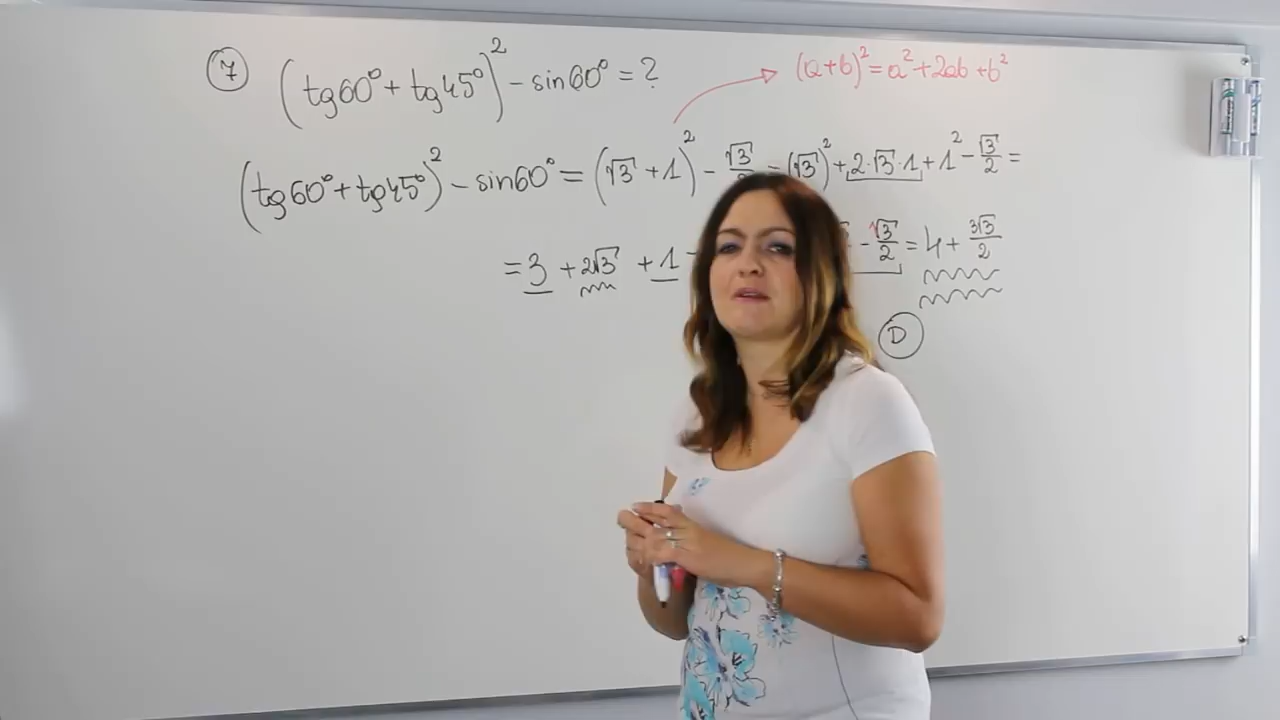 7 (tg60° + tg45°)² - sin60° = ?
(a+b)² = a² + 2ab + b²
(tg60° + tg45°)² - sin60° = (√3 + 1)² - √3 = (√3)² + 2·√3·1 + 1² - √3/2 =
= 3 + 2√3 + 1 - √3/2 = 4 + 3√3/2
D